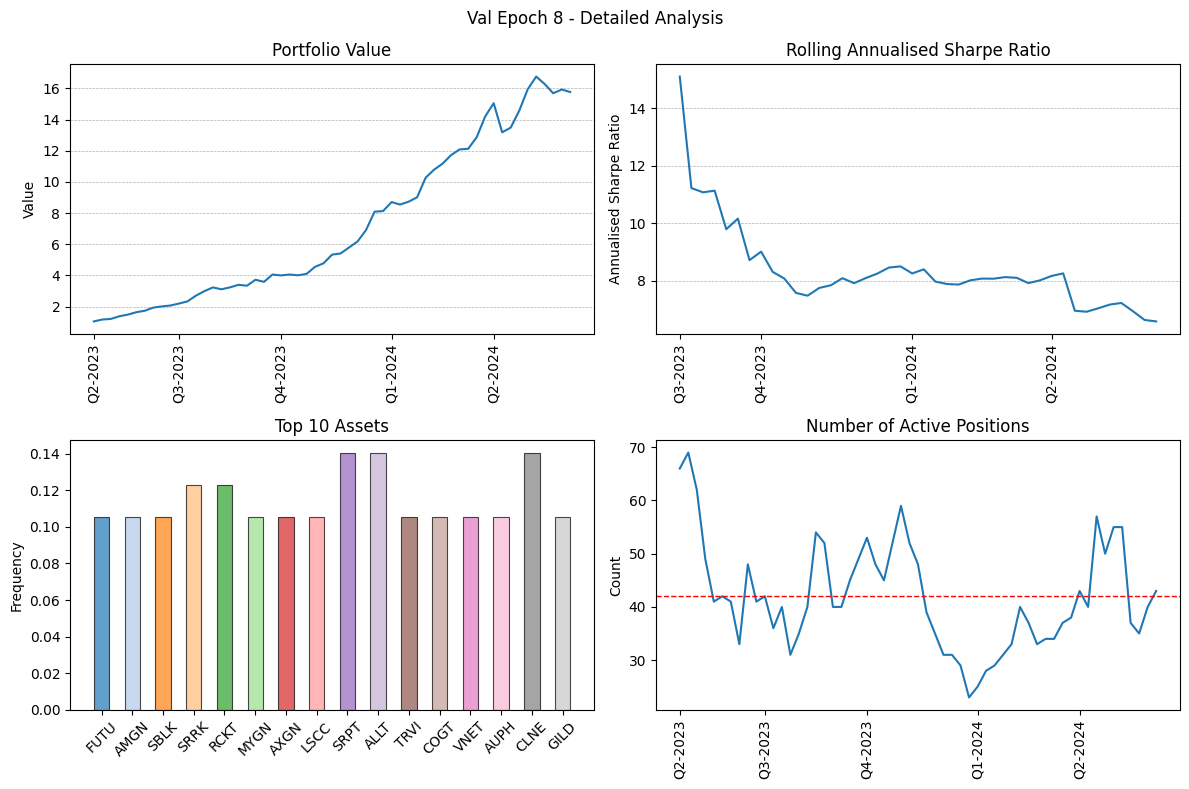 Val Epoch 8 - Detailed Analysis
Portfolio Value
Value
16
14
12
10
8
6
4
2
Q2-2023
Q3-2023
Q4-2023
Q1-2024
Q2-2024
Rolling Annualised Sharpe Ratio
Annualised Sharpe Ratio
14
12
10
8
Q3-2023
Q4-2023
Q1-2024
Q2-2024
Top 10 Assets
Frequency
0.14
0.12
0.10
0.08
0.06
0.04
0.02
0.00
FUTU
AMGN
SBLK
SRRK
RCKT
MYGN
AXGN
LSCC
SRPT
ALLT
TRVI
COGT
VNET
AUPH
CLNE
GILD
Number of Active Positions
Count
70
60
50
40
30
Q2-2023
Q3-2023
Q4-2023
Q1-2024
Q2-2024